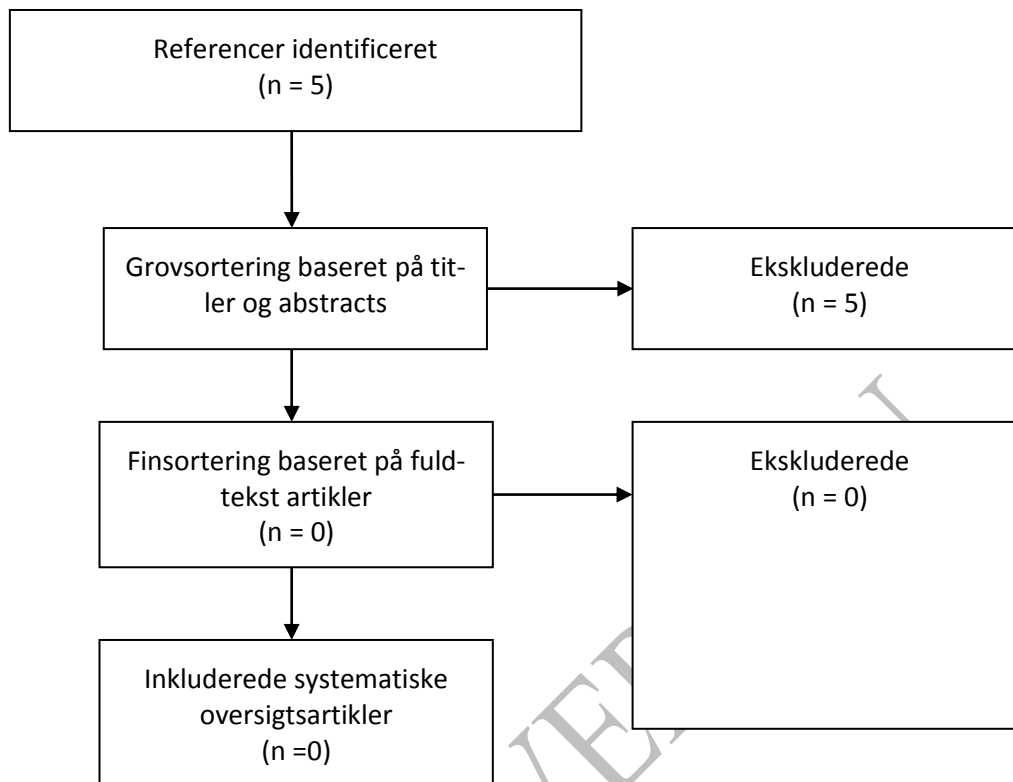 Referencer identificeret
(n = 5)
Grovsortering baseret på tit-
ler og abstracts
Ekskluderede
(n = 5)
Finsortering baseret på fuld-
tekst artikler
(n = 0)
Ekskluderede
(n = 0)
Inkluderede systematiske
oversigtsartikler
(n =0)